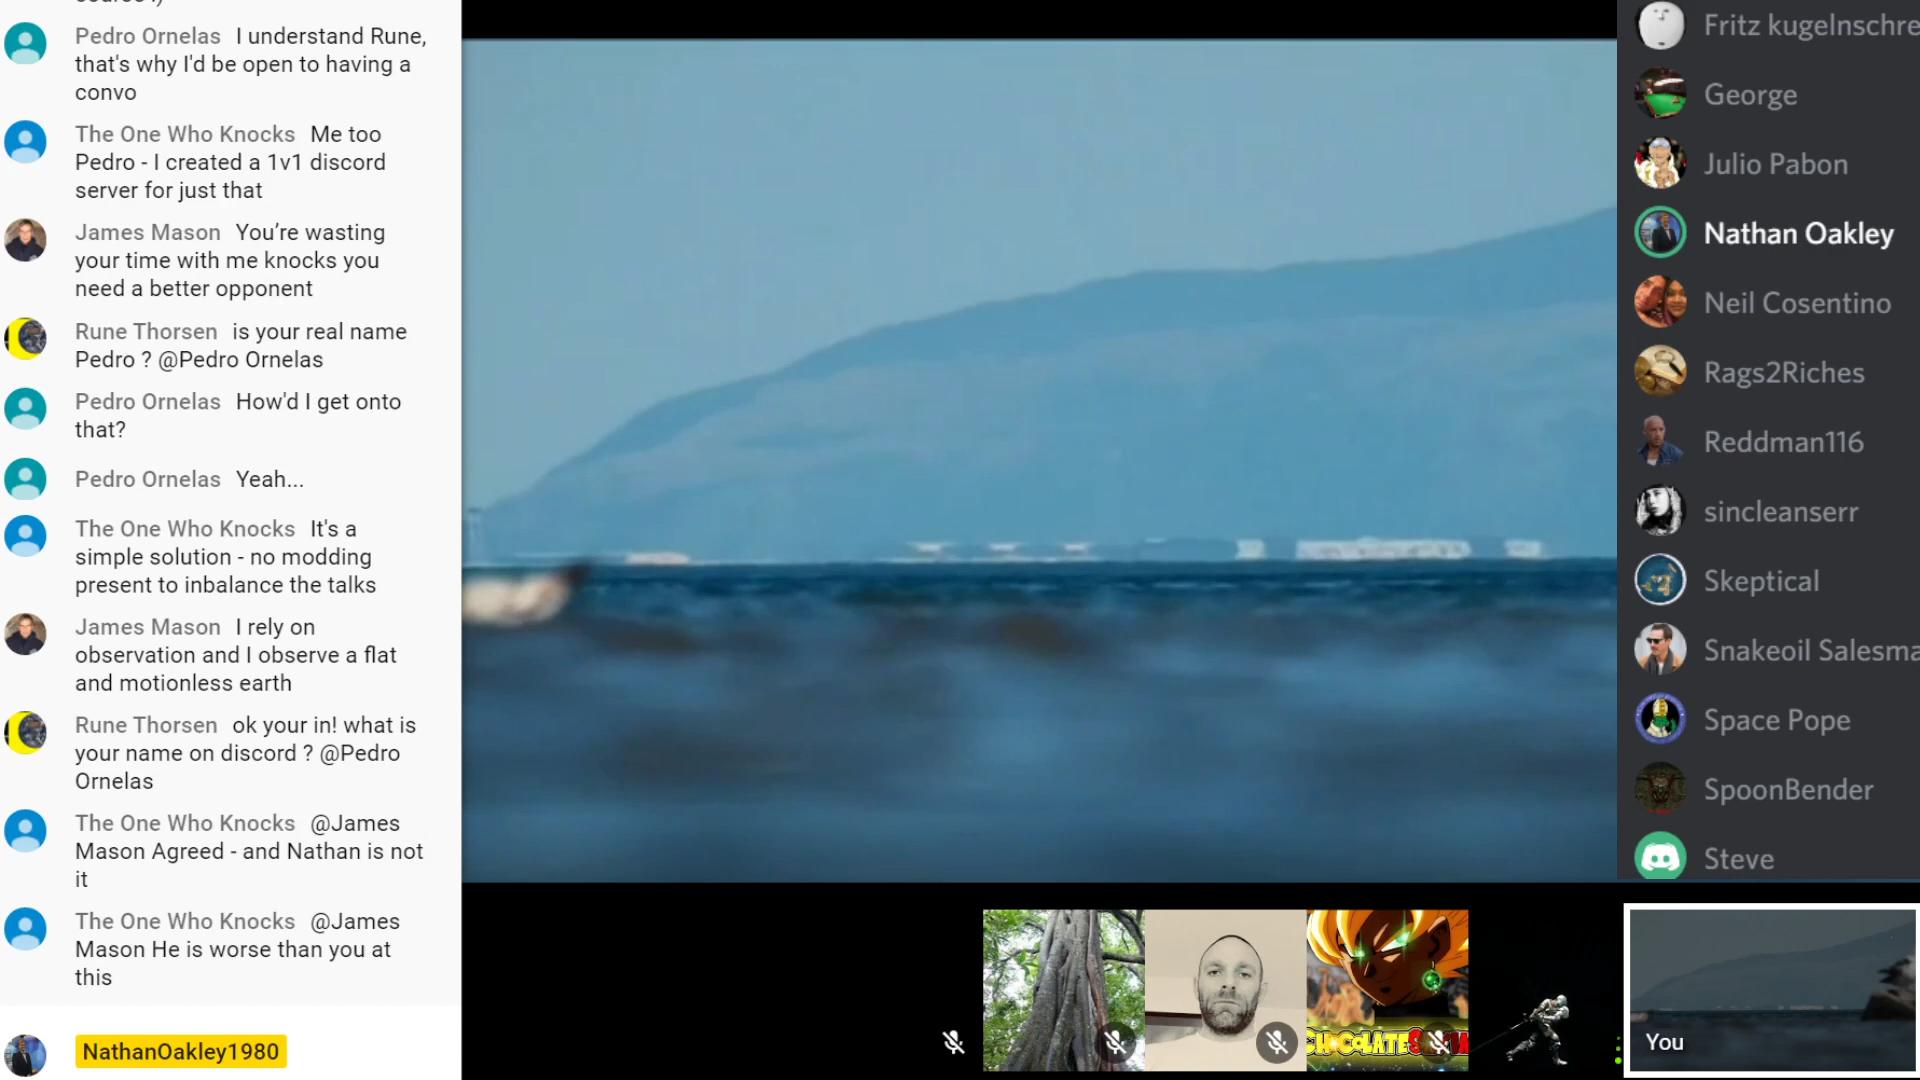 Pedro Ornelas I understand Rune,
that's why I'd be open to having a
convo
The One Who Knocks Me too
Pedro - I created a 1v1 discord
server for just that
James Mason You’re wasting
your time with me knocks you
need a better opponent
Rune Thorsen is your real name
Pedro ? @Pedro Ornelas
Pedro Ornelas How'd I get onto
that?
Pedro Ornelas Yeah...
The One Who Knocks It's a
simple solution - no modding
present to inbalance the talks
James Mason I rely on
observation and I observe a flat
and motionless earth
Rune Thorsen ok your in! what is
your name on discord ? @Pedro
Ornelas
The One Who Knocks @James
Mason Agreed - and Nathan is not
it
The One Who Knocks @James
Mason He is worse than you at
this
NathanOakley1980
Fritz kugelnschre
George
Julio Pabon
Nathan Oakley
Neil Cosentino
Rags2Riches
Reddman116
sincleanserr
Skeptical
Snakeoil Salesma
Space Pope
SpoonBender
Steve
You